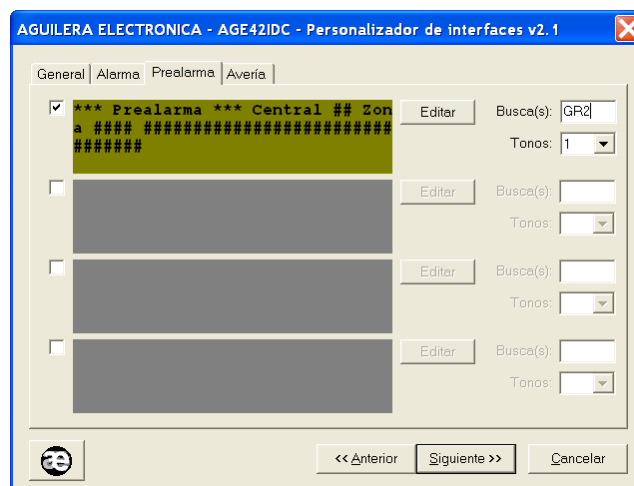 AGUILERA ELECTRONICA - AGE42IDC - Personalizador de interfaces v2.1
General Alarma Prealarma Avería
*** Prealarma *** Central ## Zon
a #### #########################
#######
Editar
Busca(s): GR2
Tonos: 1
Editar
Busca(s):
Tonos:
Editar
Busca(s):
Tonos:
Editar
Busca(s):
Tonos:
æ
<< Anterior
Siguiente >>
Cancelar